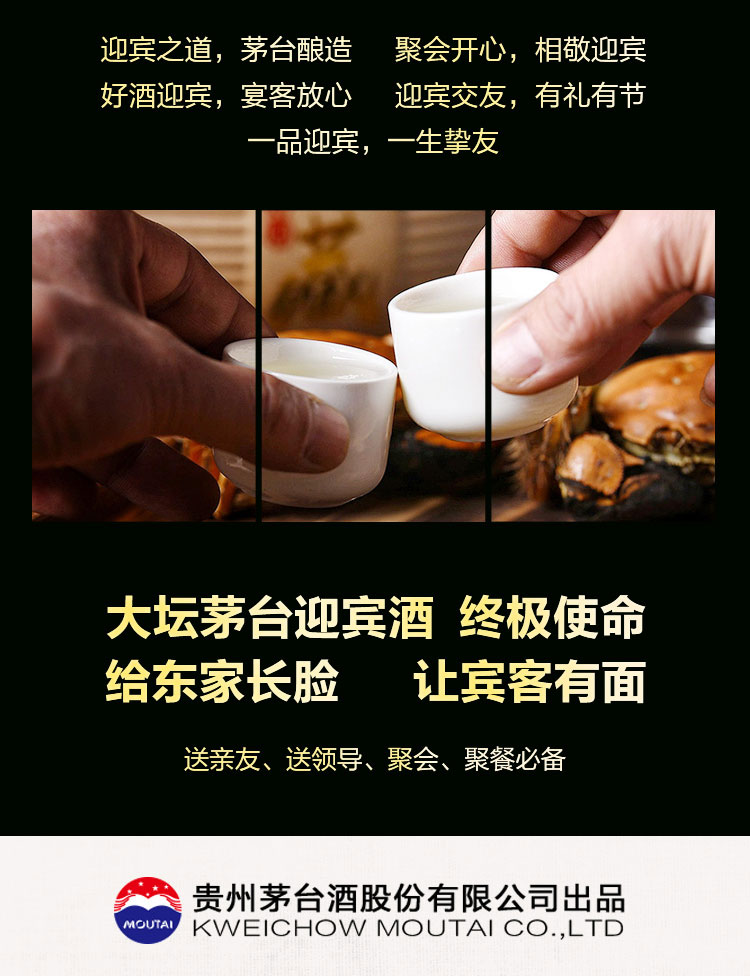 迎宾之道，茅台酿造 聚会开心，相敬迎宾
好酒迎宾，宴客放心 迎宾交友，有礼有节
一品迎宾，一生挚友
大坛茅台迎宾酒 终极使命
给东家长脸 让宾客有面
送亲友、送领导、聚会、聚餐必备
MOUTAI
贵州茅台酒股份有限公司出品
KWEICHOW MOUTAI CO.,LTD